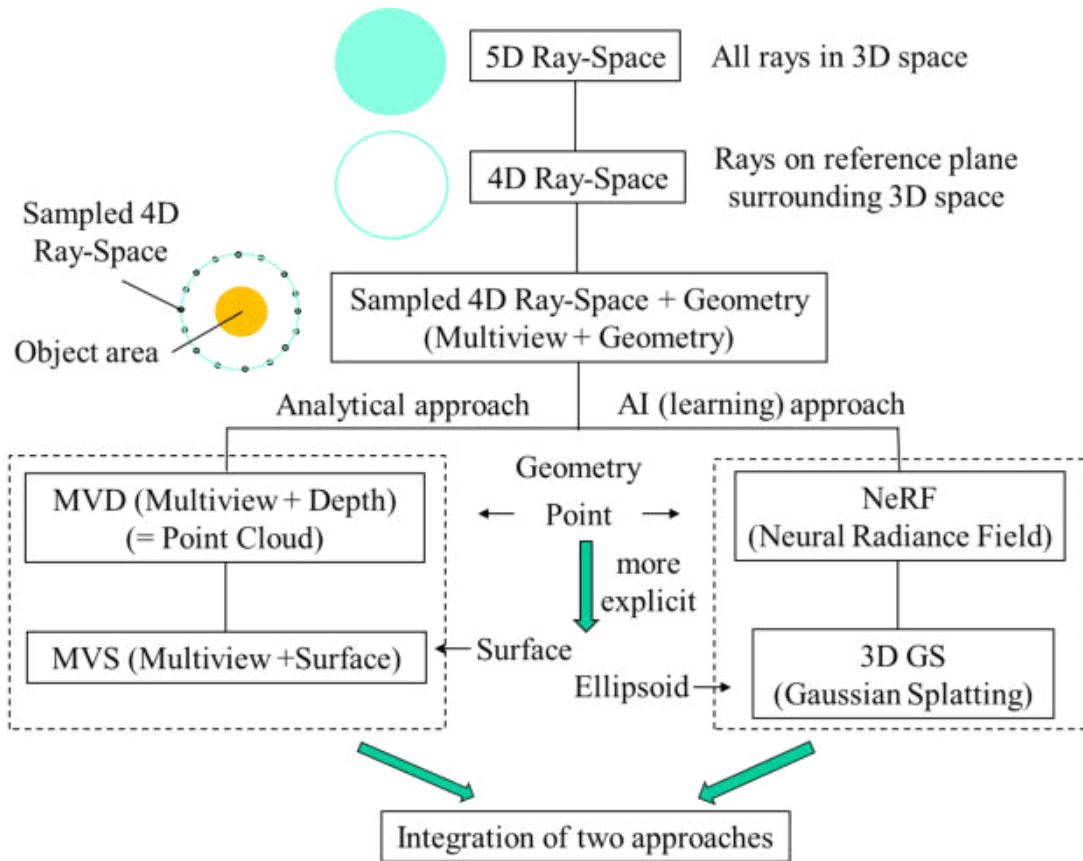 5D Ray-Space
All rays in 3D space
4D Ray-Space
Rays on reference plane
surrounding 3D space
Sampled 4D
Ray-Space
Object area
Sampled 4D Ray-Space + Geometry
(Multiview + Geometry)
Analytical approach
AI (learning) approach
Geometry
MVD (Multiview + Depth)
(= Point Cloud)
Point
NeRF
(Neural Radiance Field)
more
explicit
MVS (Multiview +Surface)
Surface
Ellipsoid
3D GS
(Gaussian Splatting)
Integration of two approaches